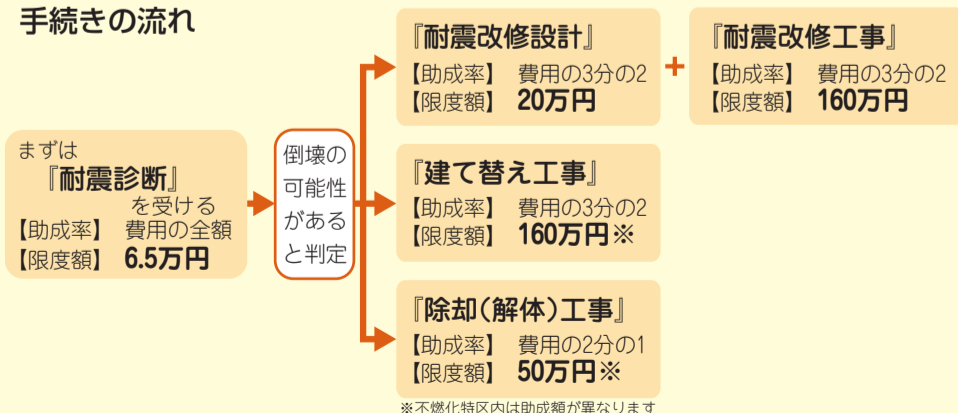 手続きの流れ
まずは
『耐震診断』
を受ける
【助成率】 費用の全額
【限度額】 6.5万円
倒壊の
可能性
がある
と判定
『耐震改修設計』
【助成率】 費用の3分の2
【限度額】 20万円
+
『耐震改修工事』
【助成率】 費用の3分の2
【限度額】 160万円
『建て替え工事』
【助成率】 費用の3分の2
【限度額】 160万円※
『除却(解体)工事』
【助成率】 費用の2分の1
【限度額】 50万円※
※不燃化特区内は助成額が異なります